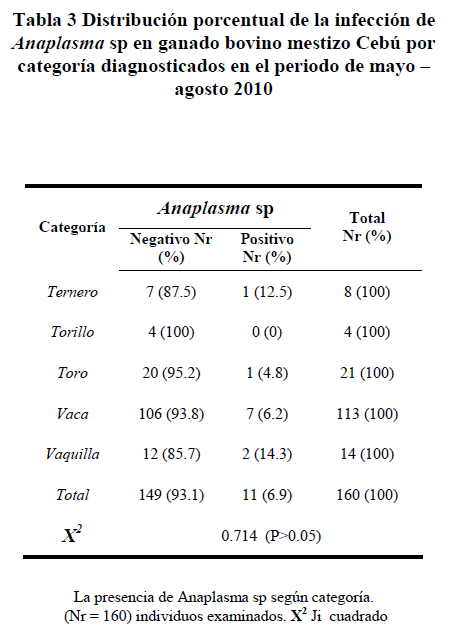 Tabla 3 Distribución porcentual de la infección de
Anaplasma sp en ganado bovino mestizo Cebú por
categoría diagnosticados en el periodo de mayo –
agosto 2010
Categoría Anaplasma sp Total
Nr (%)
Negativo Nr
(%) Positivo
Nr (%)
Ternero 7 (87.5) 1 (12.5) 8 (100)
Torillo 4 (100) 0 (0) 4 (100)
Toro 20 (95.2) 1 (4.8) 21 (100)
Vaca 106 (93.8) 7 (6.2) 113 (100)
Vaquilla 12 (85.7) 2 (14.3) 14 (100)
Total 149 (93.1) 11 (6.9) 160 (100)
X² 0.714 (P>0.05)
La presencia de Anaplasma sp según categoría.
(Nr = 160) individuos examinados. X² Ji cuadrado